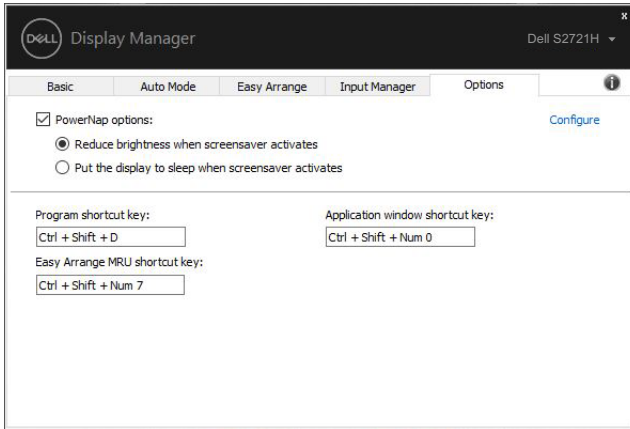 x
DELL Display Manager Dell S2721H
Basic Auto Mode Easy Arrange Input Manager Options i
PowerNap options: Configure
Reduce brightness when screensaver activates
Put the display to sleep when screensaver activates
Program shortcut key: Application window shortcut key:
Ctrl + Shift + D Ctrl + Shift + Num 0
Easy Arrange MRU shortcut key:
Ctrl + Shift + Num 7